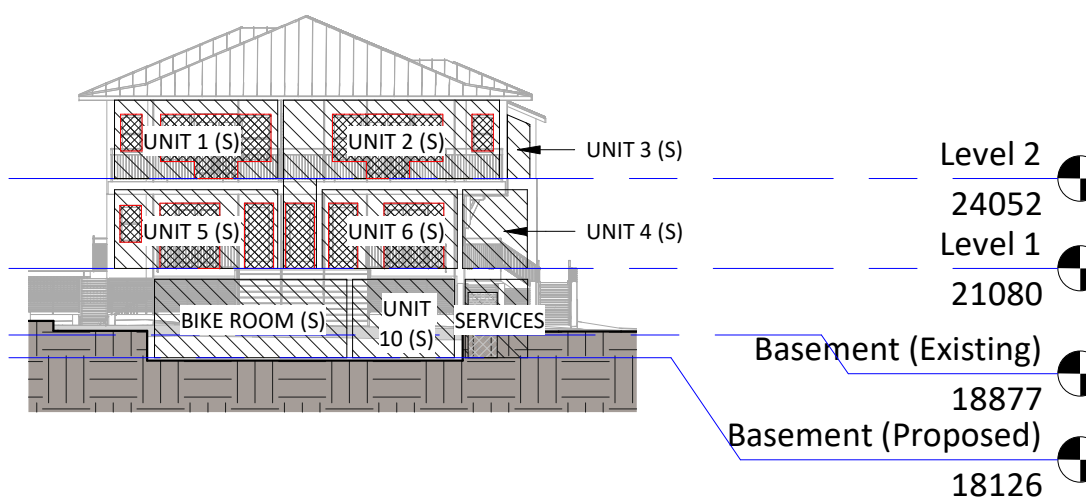 UNIT 1 (S)
UNIT 2 (S)
UNIT 3 (S)
Level 2
24052
UNIT 5 (S)
UNIT 6 (S)
UNIT 4 (S)
Level 1
21080
BIKE ROOM (S)
UNIT
10 (S)
SERVICES
Basement (Existing)
18877
Basement (Proposed)
18126